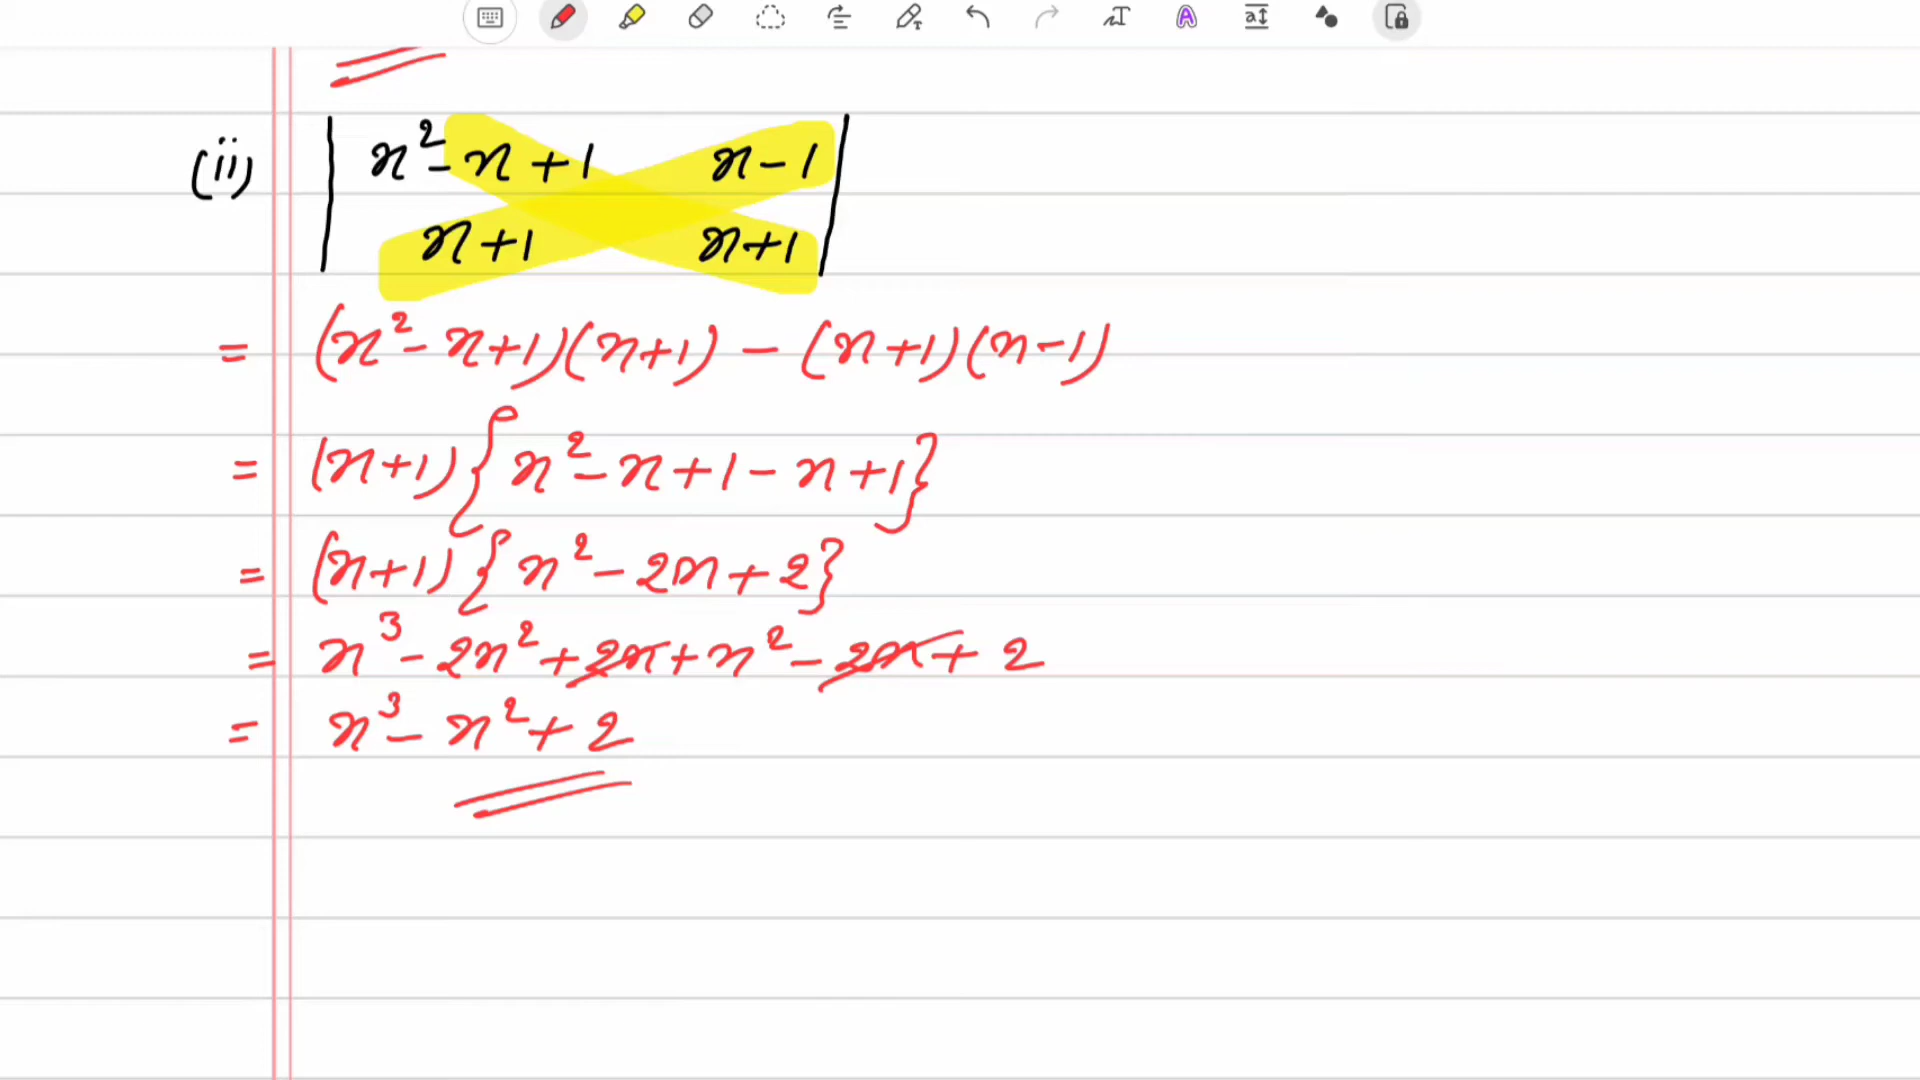 (ii) | x² - x + 1   x - 1 |
| x + 1   x + 1 |
= (x² - x + 1)(x + 1) - (x + 1)(x - 1)
= (x + 1){x² - x + 1 - x + 1}
= (x + 1){x² - 2x + 2}
= x³ - 2x² + 2x + x² - 2x + 2
= x³ - x² + 2